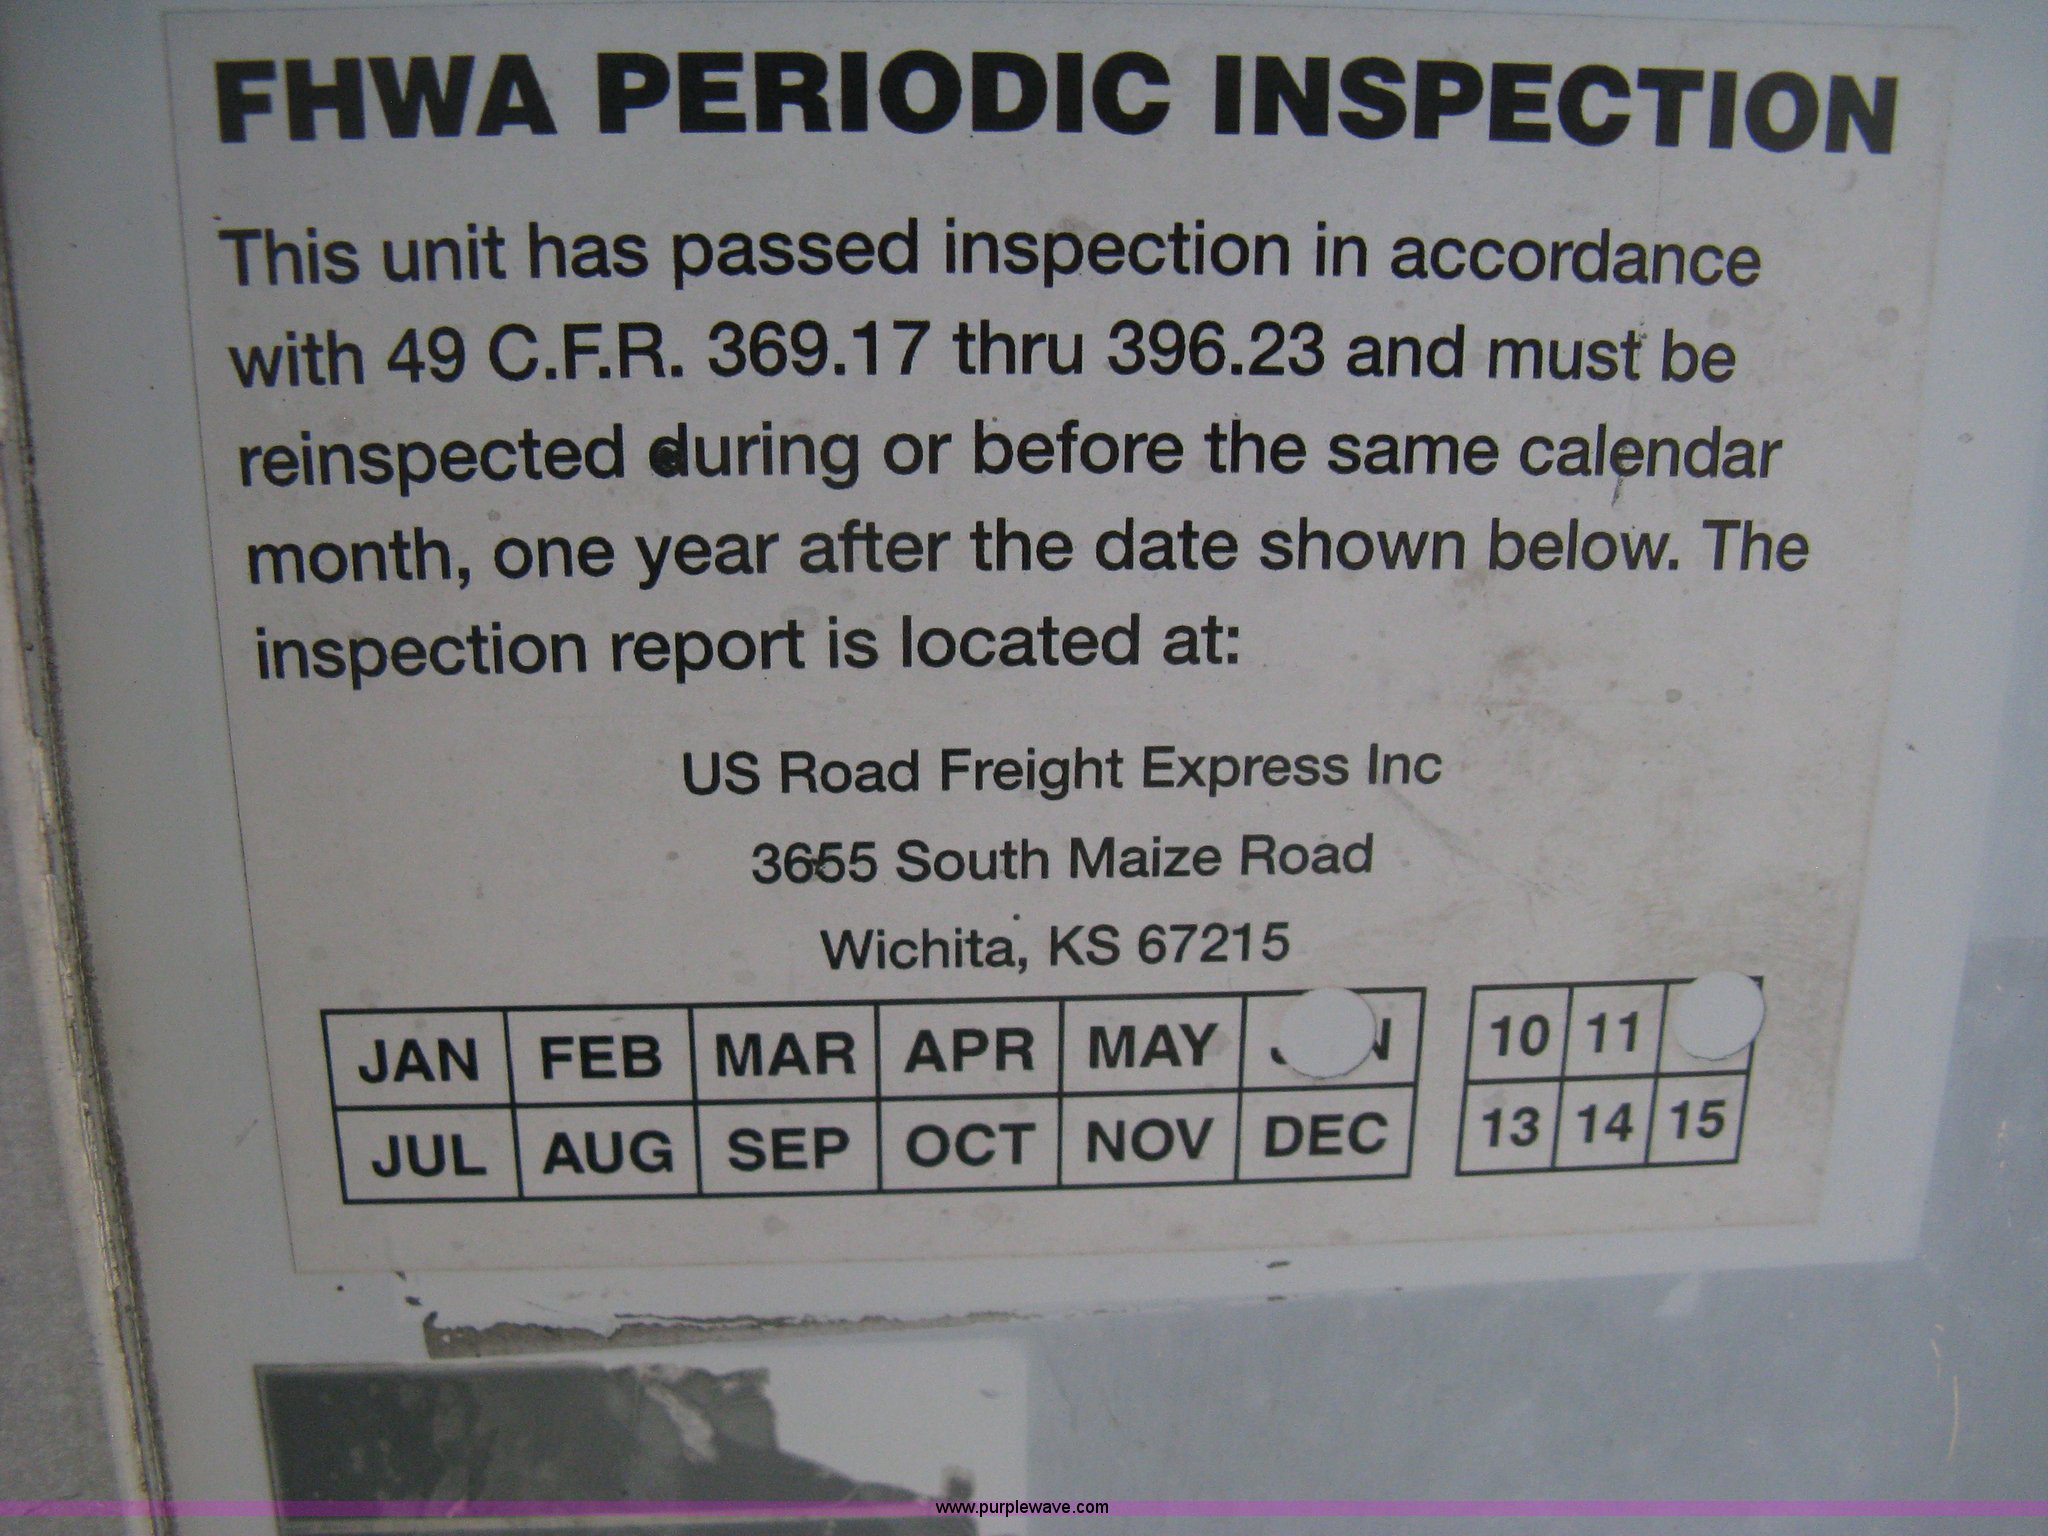 FHWA PERIODIC INSPECTION
This unit has passed inspection in accordance
with 49 C.F.R. 369.17 thru 396.23 and must be
reinspected during or before the same calendar
month, one year after the date shown below. The
inspection report is located at:
US Road Freight Express Inc
3655 South Maize Road
Wichita, KS 67215
JAN FEB MAR APR MAY 10 11
JUL AUG SEP OCT NOV DEC 13 14 15
www.purplewave.com